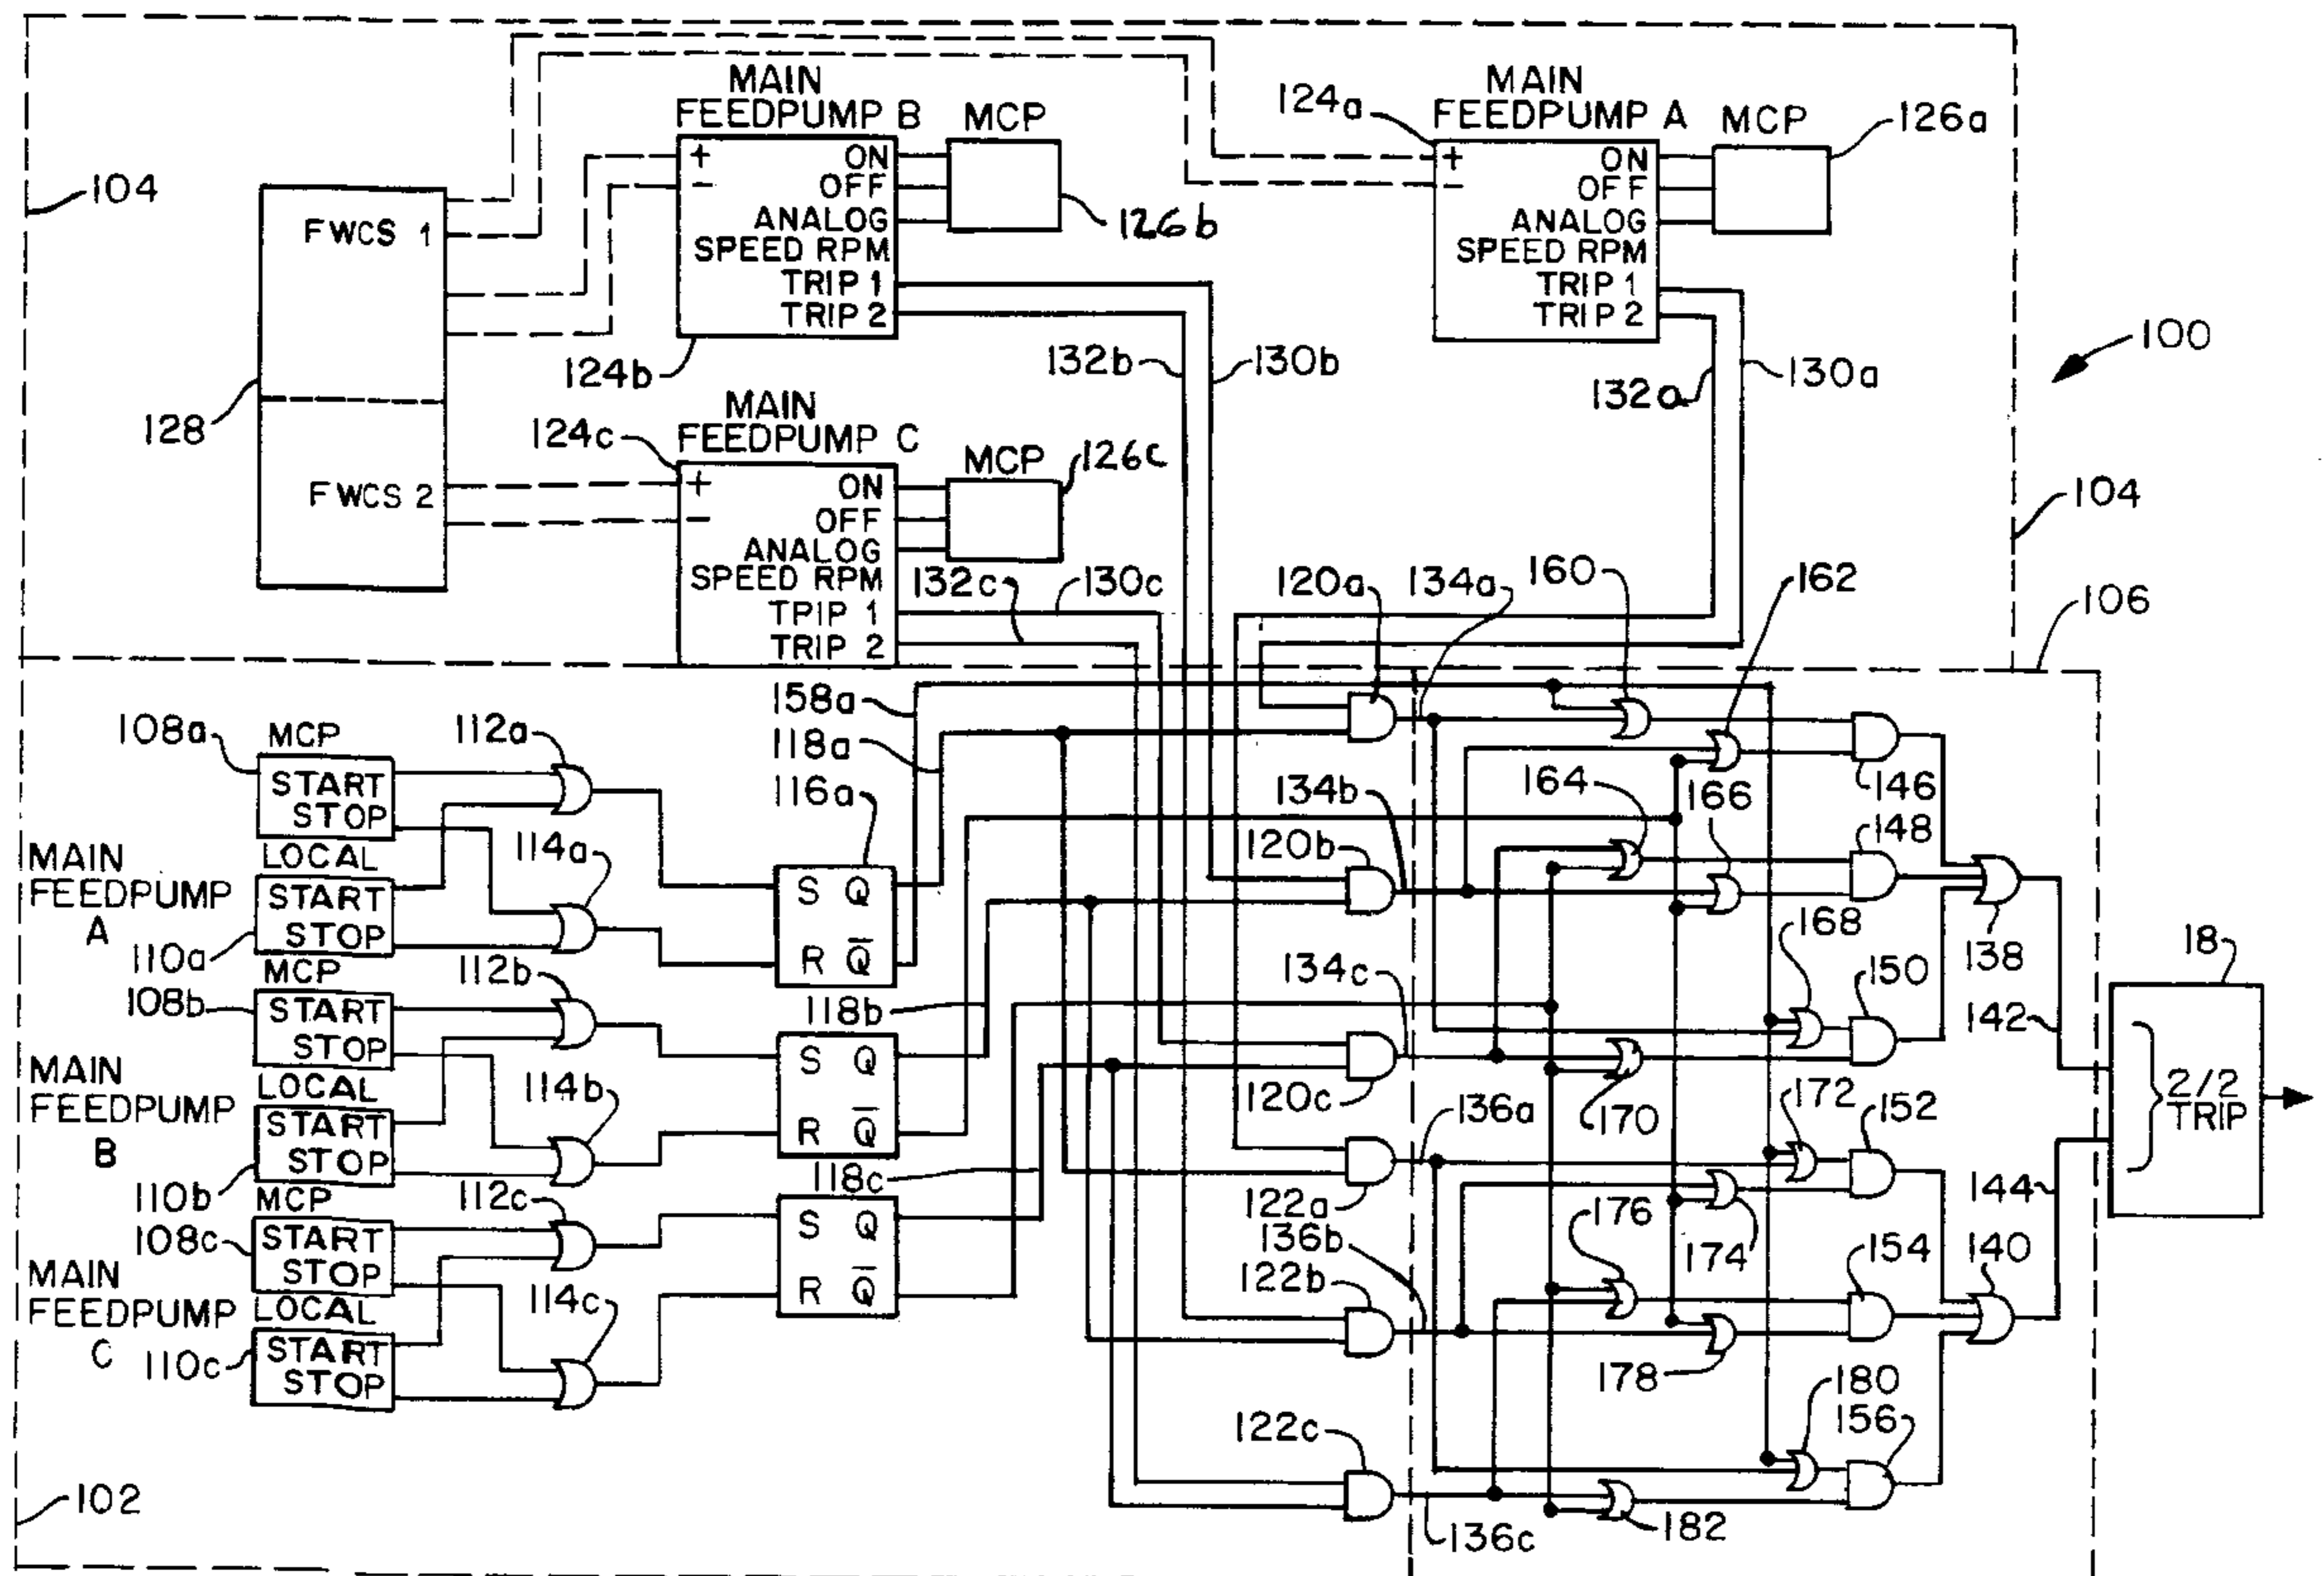 MAIN
FEEDPUMP B
MCP
124a
MAIN
FEEDPUMP A
MCP
126a
104
FWCS 1
+
-
ON
OFF
ANALOG
SPEED RPM
TRIP 1
TRIP 2
126b
+
-
ON
OFF
ANALOG
SPEED RPM
TRIP 1
TRIP 2
100
124b
132b
130b
132a
130a
128
124c
MAIN
FEEDPUMP C
MCP
126c
104
FWCS 2
+
-
ON
OFF
ANALOG
SPEED RPM
TPIP 1
TRIP 2
132c
130c
120a
134a
160
162
106
158a
118a
116a
108a
MCP
START
STOP
112a
MAIN
FEEDPUMP
A
LOCAL
START
STOP
110a
114a
S Q
R Q̅
134b
120b
164
166
146
148
138
108b
MCP
START
STOP
112b
118b
134c
168
150
142
18
MAIN
FEEDPUMP
B
LOCAL
START
STOP
110b
114b
S Q
R Q̅
120c
170
136a
172
152
2/2
TRIP
118c
122a
144
108c
MCP
START
STOP
112c
136b
122b
176
174
154
140
MAIN
FEEDPUMP
C
LOCAL
START
STOP
110c
114c
S Q
R Q̅
178
180
156
122c
102
136c
182